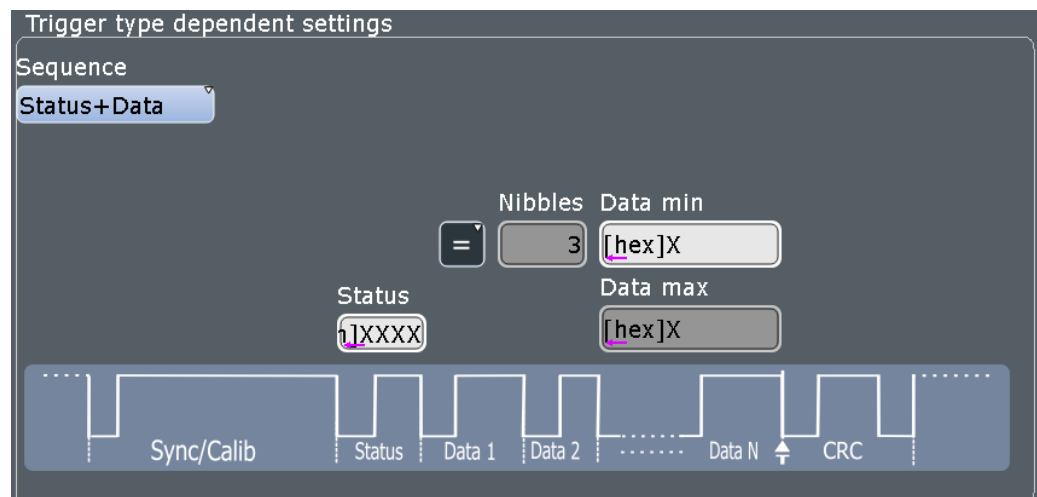 Trigger type dependent settings
Sequence
Status+Data
Nibbles Data min
= 3 [hex]X
Status Data max
]XXXX [hex]X
Sync/Calib Status Data 1 Data 2 Data N CRC